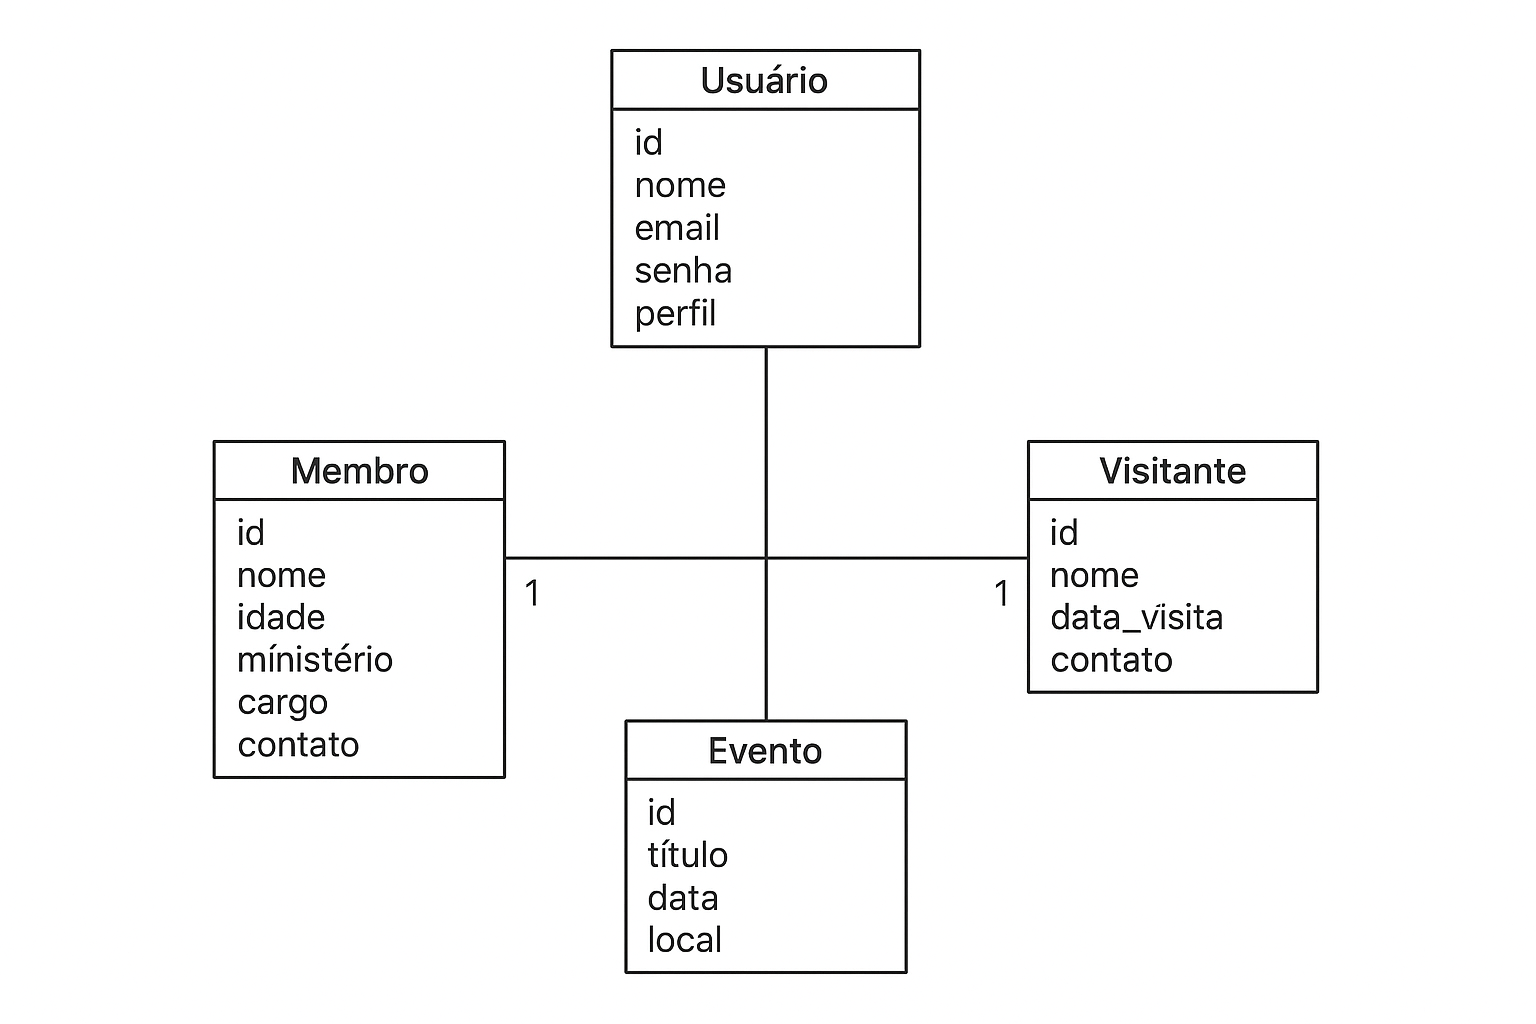 Usuário
id
nome
email
senha
perfil
Membro
id
nome
idade
mínistério
cargo
contato
1
1
Visitante
id
nome
data_vísita
contato
Evento
id
título
data
local